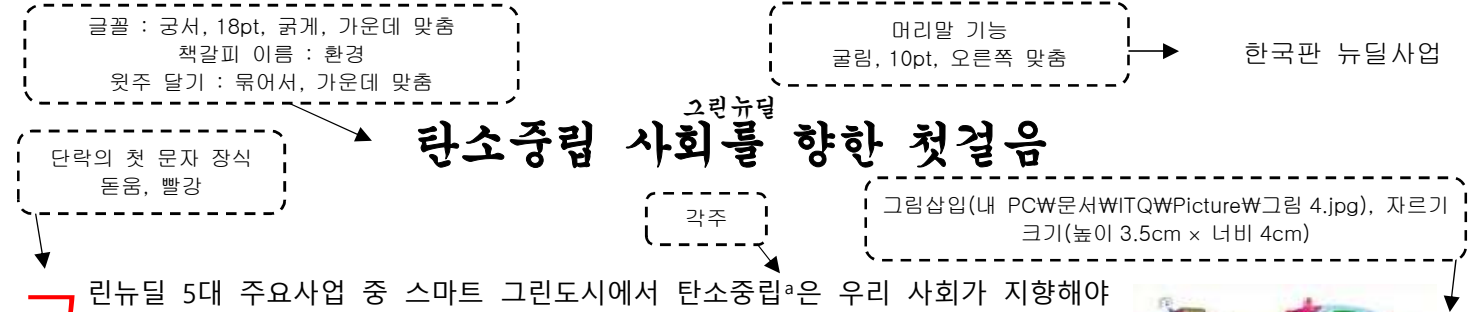 글꼴 : 궁서, 18pt, 굵게, 가운데 맞춤
책갈피 이름 : 환경
윗주 달기 : 묶어서, 가운데 맞춤
머리말 기능
굴림, 10pt, 오른쪽 맞춤
한국판 뉴딜사업
그린뉴딜
탄소중립 사회를 향한 첫걸음
단락의 첫 문자 장식
돋움, 빨강
각주
그림삽입(내 PC₩문서₩ITQ₩Picture₩그림 4.jpg), 자르기
크기(높이 3.5cm × 너비 4cm)
린뉴딜 5대 주요사업 중 스마트 그린도시에서 탄소중립ᵃ은 우리 사회가 지향해야